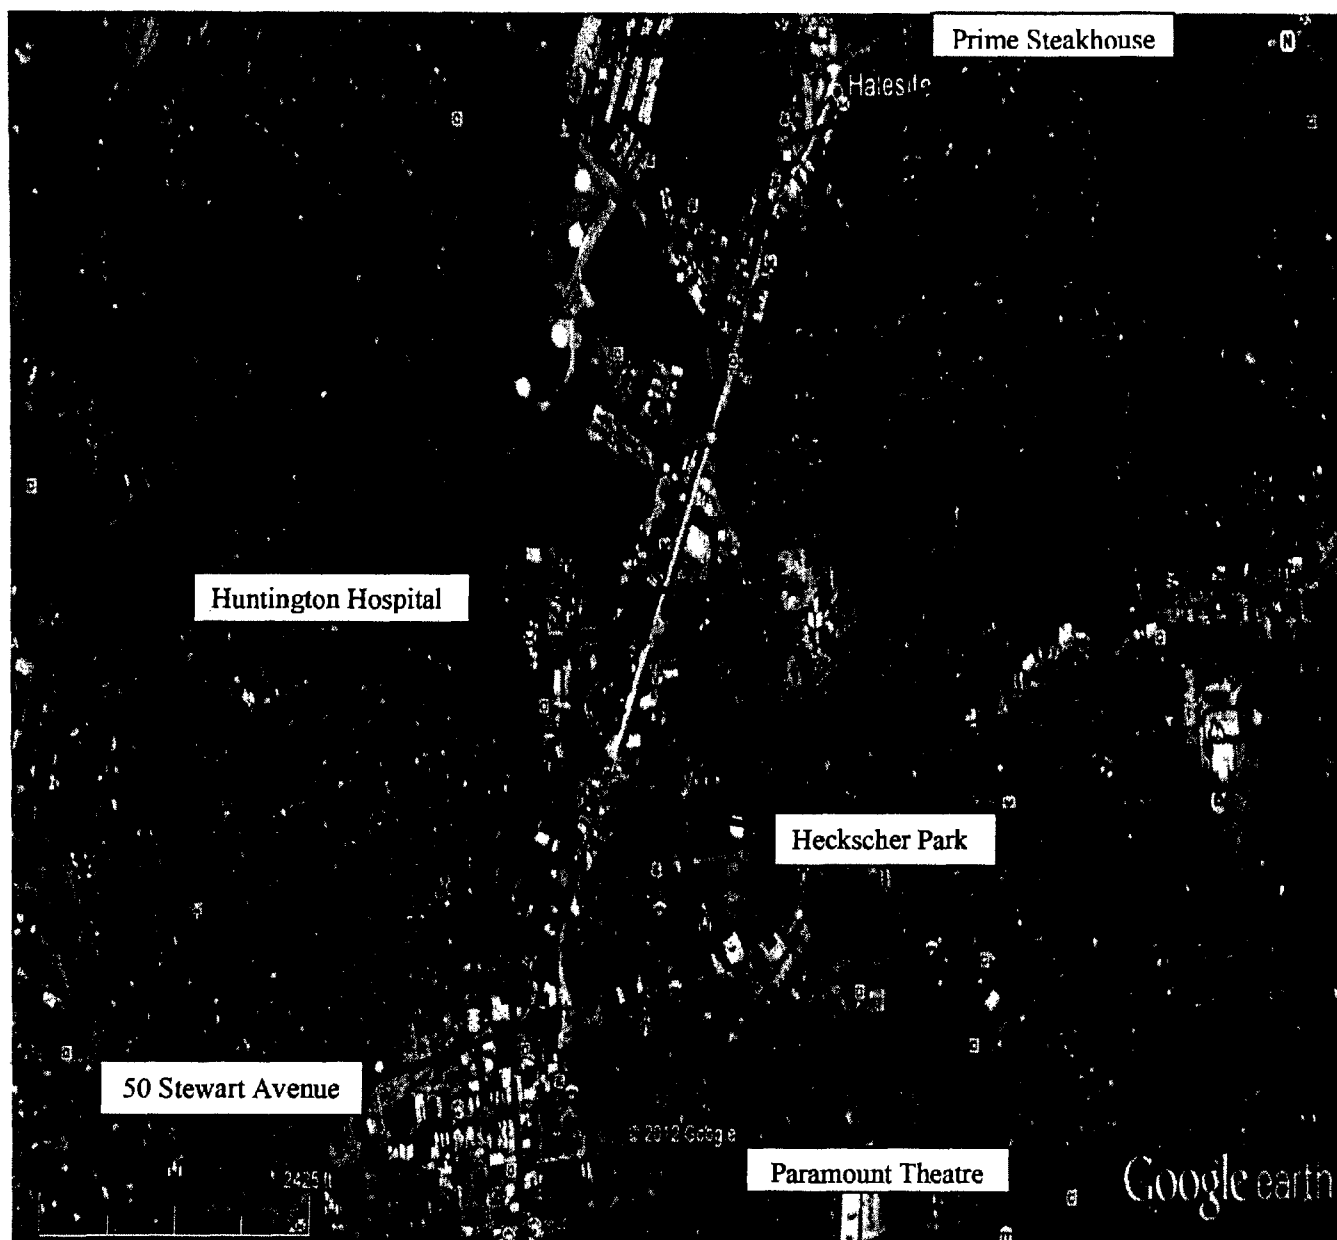 Prime Steakhouse
N
Halesite
Huntington Hospital
Heckscher Park
50 Stewart Avenue
© 2012 Google
Paramount Theatre
2425 ft
Google earth